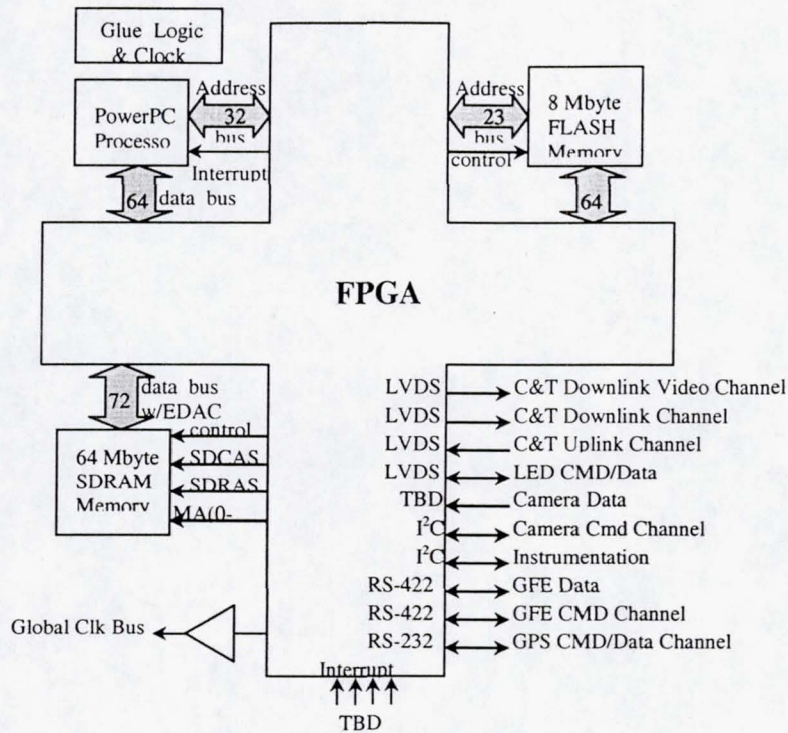 Glue Logic
& Clock
PowerPC
Processo
Address
32
bus
Interrupt
64
data bus
Address
23
bus
control
8 Mbyte
FLASH
Memory
64
FPGA
72
data bus
w/EDAC
64 Mbyte
SDRAM
Memory
control
SDCAS
SDRAS
MA(0-
LVDS C&T Downlink Video Channel
LVDS C&T Downlink Channel
LVDS C&T Uplink Channel
LVDS LED CMD/Data
TBD Camera Data
I²C Camera Cmd Channel
I²C Instrumentation
RS-422 GFE Data
RS-422 GFE CMD Channel
RS-232 GPS CMD/Data Channel
Global Clk Bus
Interrupt
TBD